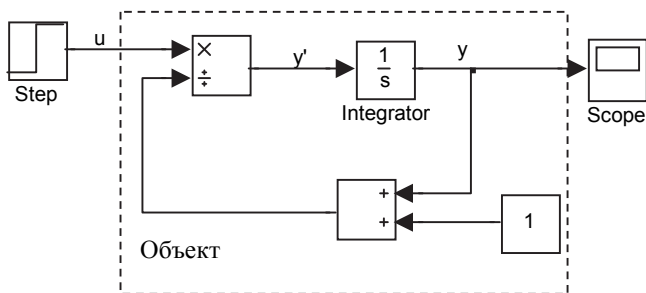 u
×
÷
y'
1
s
y
Step
Integrator
Scope
+
+
1
Объект